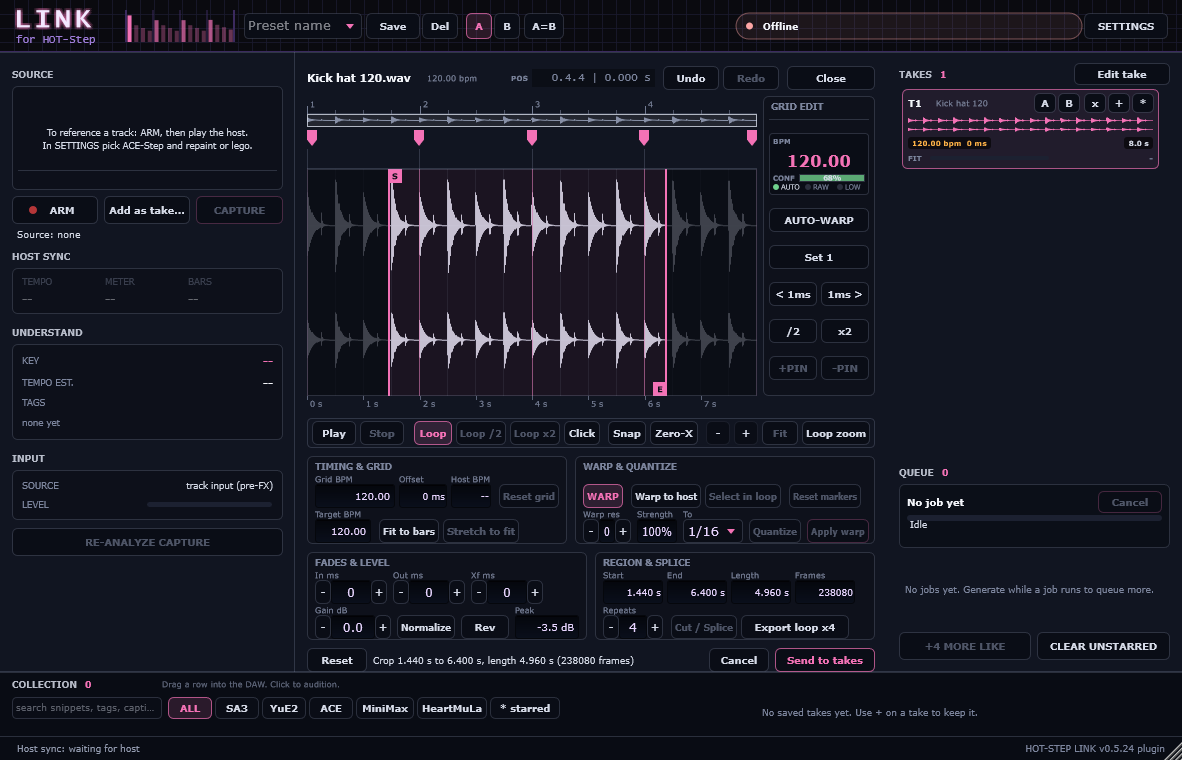 LINK
for HOT-Step
Preset name
Save
Del
A
B
A=B
Offline
SETTINGS
SOURCE
To reference a track: ARM, then play the host.
In SETTINGS pick ACE-Step and repaint or lego.
ARM
Add as take...
CAPTURE
Source: none
HOST SYNC
TEMPO METER BARS
-- -- --
UNDERSTAND
KEY --
TEMPO EST. --
TAGS
none yet
INPUT
SOURCE track input (pre-FX)
LEVEL
RE-ANALYZE CAPTURE
Kick hat 120.wav 120.00 bpm POS 0.4.4 | 0.000 s
Undo
Redo
Close
1 2 3 4
S
E
0 s 1 s 2 s 3 s 4 s 5 s 6 s 7 s
GRID EDIT
BPM
120.00
CONF 68%
AUTO RAW LOW
AUTO-WARP
Set 1
< 1ms 1ms >
/2 x2
+PIN -PIN
Play Stop Loop Loop /2 Loop x2 Click Snap Zero-X - + Fit Loop zoom
TIMING & GRID
Grid BPM Offset Host BPM
120.00 0 ms -- Reset grid
Target BPM
120.00 Fit to bars Stretch to fit
WARP & QUANTIZE
WARP Warp to host Select in loop Reset markers
Warp res Strength To
- 0 + 100% 1/16 Quantize Apply warp
FADES & LEVEL
In ms Out ms Xf ms
- 0 + - 0 + - 0 +
Gain dB Peak
- 0.0 + Normalize Rev -3.5 dB
REGION & SPLICE
Start End Length Frames
1.440 s 6.400 s 4.960 s 238080
Repeats
- 4 + Cut / Splice Export loop x4
Reset Crop 1.440 s to 6.400 s, length 4.960 s (238080 frames) Cancel Send to takes
TAKES 1
Edit take
T1 Kick hat 120 A B x + *
120.00 bpm 0 ms 8.0 s
FIT -
QUEUE 0
No job yet Cancel
Idle
No jobs yet. Generate while a job runs to queue more.
+4 MORE LIKE CLEAR UNSTARRED
COLLECTION 0 Drag a row into the DAW. Click to audition.
search snippets, tags, capti... ALL SA3 YuE2 ACE MiniMax HeartMuLa * starred
No saved takes yet. Use + on a take to keep it.
Host sync: waiting for host
HOT-STEP LINK v0.5.24 plugin